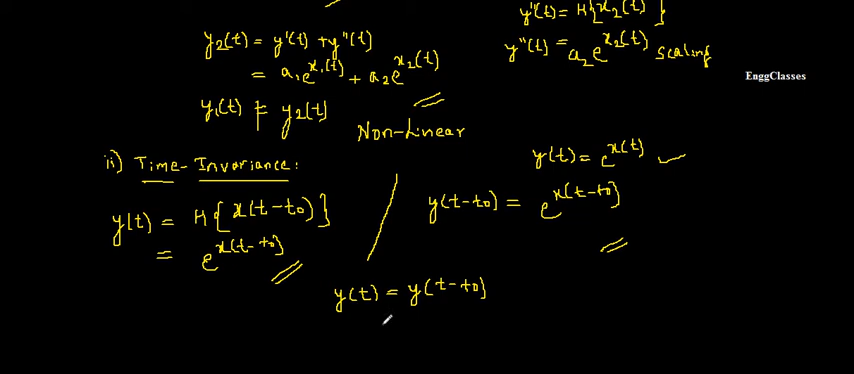 y'(t) = H{x2(t)}
y2(t) = y'(t) + y''(t)
y''(t) = a2e^x2(t) scaling
= a1e^x1(t) + a2e^x2(t)
EnggClasses
y1(t) ≠ y2(t)
Non-Linear
ii) Time-Invariance:
y(t) = e^x(t) ✓
y(t) = H{x(t-t0)}
y(t-t0) = e^x(t-t0)
= e^x(t-t0)
y(t) = y(t-t0)